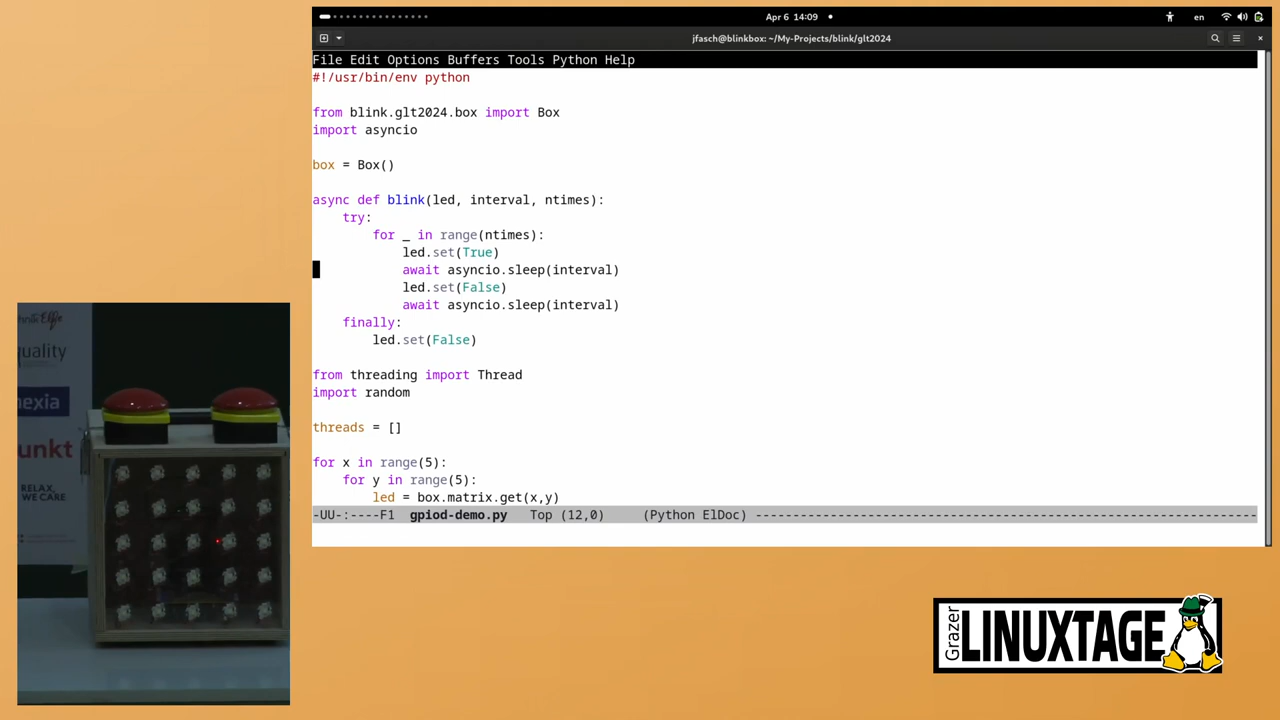 Apr 6 14:09
en
jfasch@blinkbox: ~/My-Projects/blink/glt2024
File Edit Options Buffers Tools Python Help
#!/usr/bin/env python
from blink.glt2024.box import Box
import asyncio
box = Box()
async def blink(led, interval, ntimes):
try:
for _ in range(ntimes):
led.set(True)
await asyncio.sleep(interval)
led.set(False)
await asyncio.sleep(interval)
finally:
led.set(False)
from threading import Thread
import random
threads = []
for x in range(5):
for y in range(5):
led = box.matrix.get(x,y)
-UU-:----F1 gpiod-demo.py Top (12,0) (Python ElDoc) ----------------------------------------------------------------
uality
nexia
unkt
RELAX,
WE CARE
Grazer
LINUXTAGE